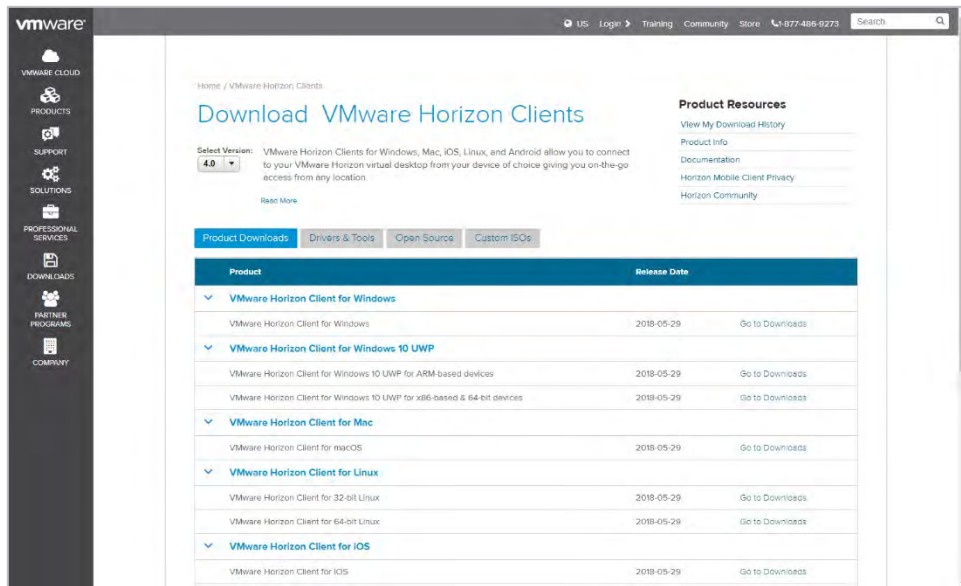 vmware
US Login Training Community Store 1-877-486-9273 Search
VMWARE CLOUD
PRODUCTS
SUPPORT
SOLUTIONS
PROFESSIONAL
SERVICES
DOWNLOADS
PARTNER
PROGRAMS
COMPANY
Home / VMware Horizon Clients
Download VMware Horizon Clients
Select Version:
4.0
VMware Horizon Clients for Windows, Mac, iOS, Linux, and Android allow you to connect
to your VMware Horizon virtual desktop from your device of choice giving you on-the-go
access from any location.
Read More
Product Resources
View My Download History
Product Info
Documentation
Horizon Mobile Client Privacy
Horizon Community
Product Downloads Drivers & Tools Open Source Custom ISOs
Product Release Date
VMware Horizon Client for Windows
VMware Horizon Client for Windows 2018-05-29 Go to Downloads
VMware Horizon Client for Windows 10 UWP
VMware Horizon Client for Windows 10 UWP for ARM-based devices 2018-05-29 Go to Downloads
VMware Horizon Client for Windows 10 UWP for x86-based & 64-bit devices 2018-05-29 Go to Downloads
VMware Horizon Client for Mac
VMware Horizon Client for macOS 2018-05-29 Go to Downloads
VMware Horizon Client for Linux
VMware Horizon Client for 32-bit Linux 2018-05-29 Go to Downloads
VMware Horizon Client for 64-bit Linux 2018-05-29 Go to Downloads
VMware Horizon Client for iOS
VMware Horizon Client for iOS 2018-05-29 Go to Downloads